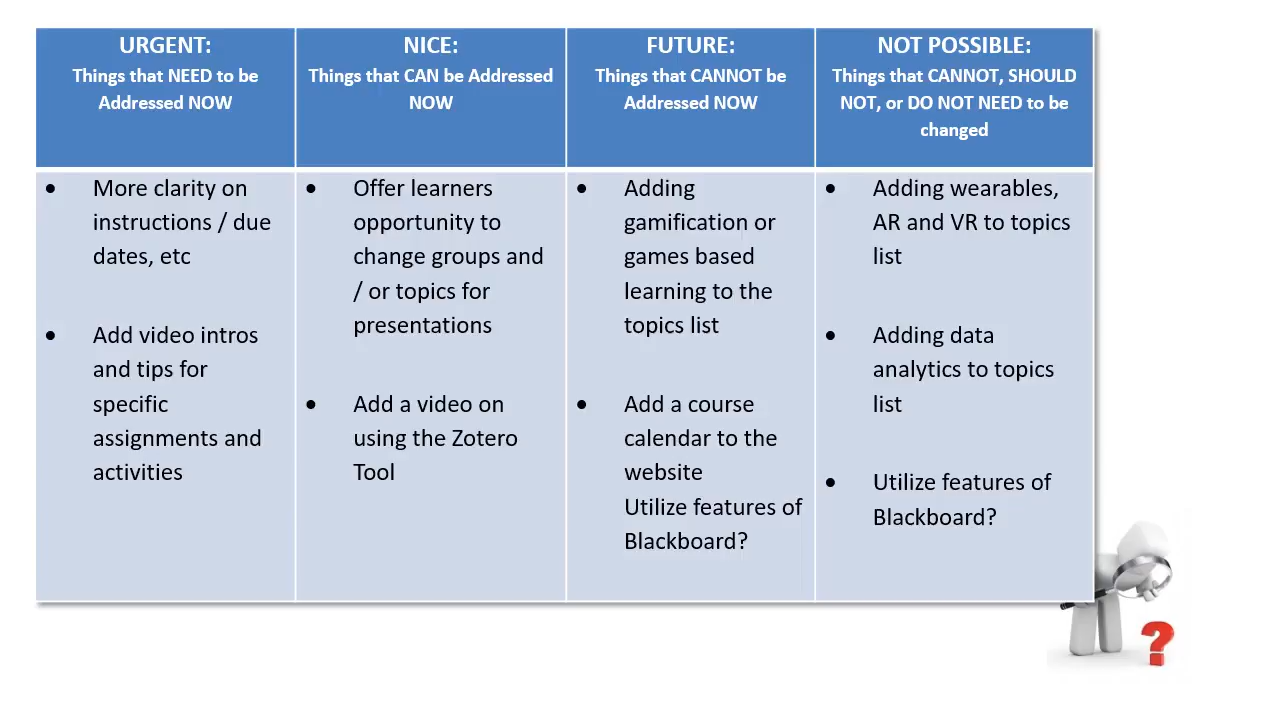 URGENT:
Things that NEED to be
Addressed NOW
NICE:
Things that CAN be Addressed
NOW
FUTURE:
Things that CANNOT be
Addressed NOW
NOT POSSIBLE:
Things that CANNOT, SHOULD
NOT, or DO NOT NEED to be
changed
• More clarity on
instructions / due
dates, etc
• Add video intros
and tips for
specific
assignments and
activities
• Offer learners
opportunity to
change groups and
/ or topics for
presentations
• Add a video on
using the Zotero
Tool
• Adding
gamification or
games based
learning to the
topics list
• Add a course
calendar to the
website
Utilize features of
Blackboard?
• Adding wearables,
AR and VR to topics
list
• Adding data
analytics to topics
list
• Utilize features of
Blackboard?
?